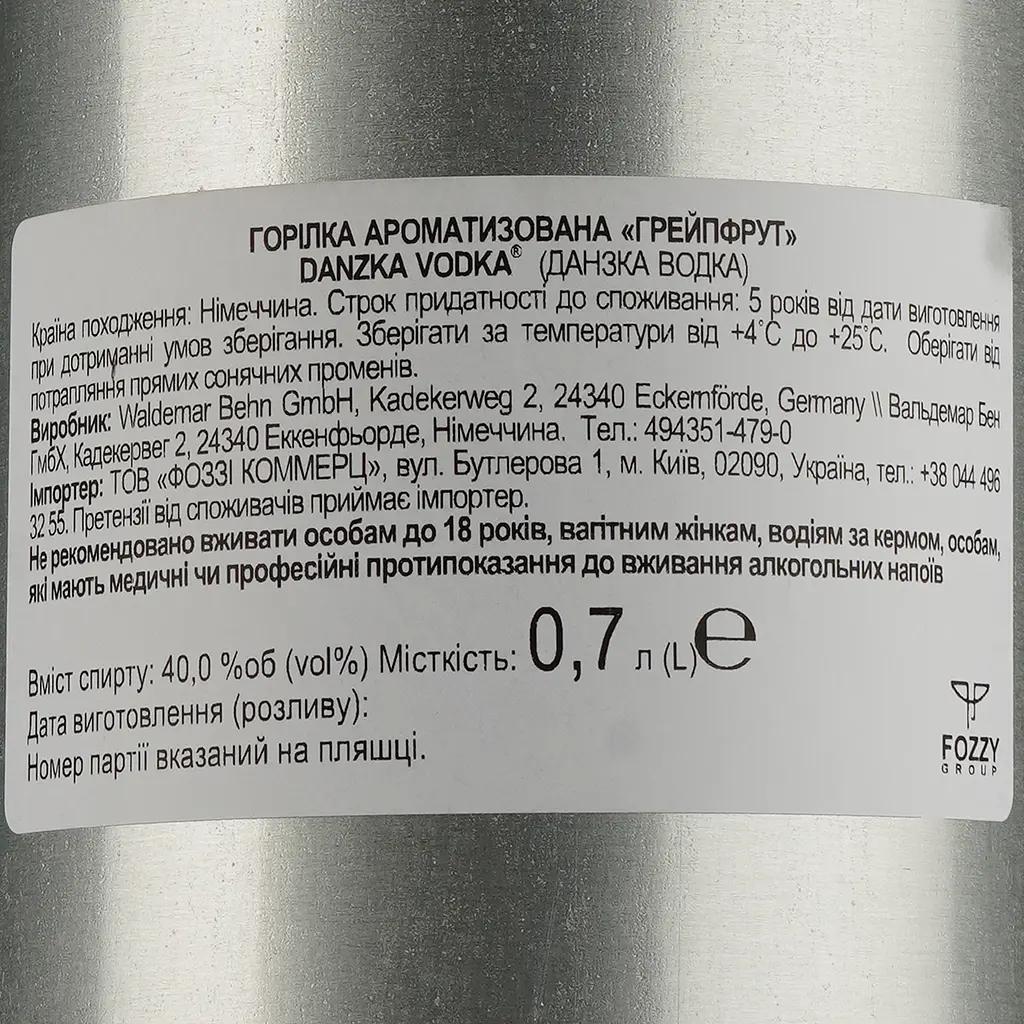 ГОРІЛКА АРОМАТИЗОВАНА «ГРЕЙПФРУТ»
DANZKA VODKA® (ДАНЗКА ВОДКА)
Країна походження: Німеччина. Строк придатності до споживання: 5 років від дати виготовлення
при дотриманні умов зберігання. Зберігати за температури від +4°С до +25°С. Оберігати від
потрапляння прямих сонячних променів.
Виробник: Waldemar Behn GmbH, Kadekerweg 2, 24340 Eckernförde, Germany \\ Вальдемар Бен
ГмбХ, Кадекервег 2, 24340 Еккенфьорде, Німеччина. Тел.: 494351-479-0
Імпортер: ТОВ «ФОЗЗІ КОММЕРЦ», вул. Бутлерова 1, м. Київ, 02090, Україна, тел.: +38 044 496
32 55. Претензії від споживачів приймає імпортер.
Не рекомендовано вживати особам до 18 років, вагітним жінкам, водіям за кермом, особам,
які мають медичні чи професійні протипоказання до вживання алкогольних напоїв
Вміст спирту: 40,0 %об (vol%) Місткість: 0,7 л (L) e
Дата виготовлення (розливу):
Номер партії вказаний на пляшці.
FOZZY
GROUP